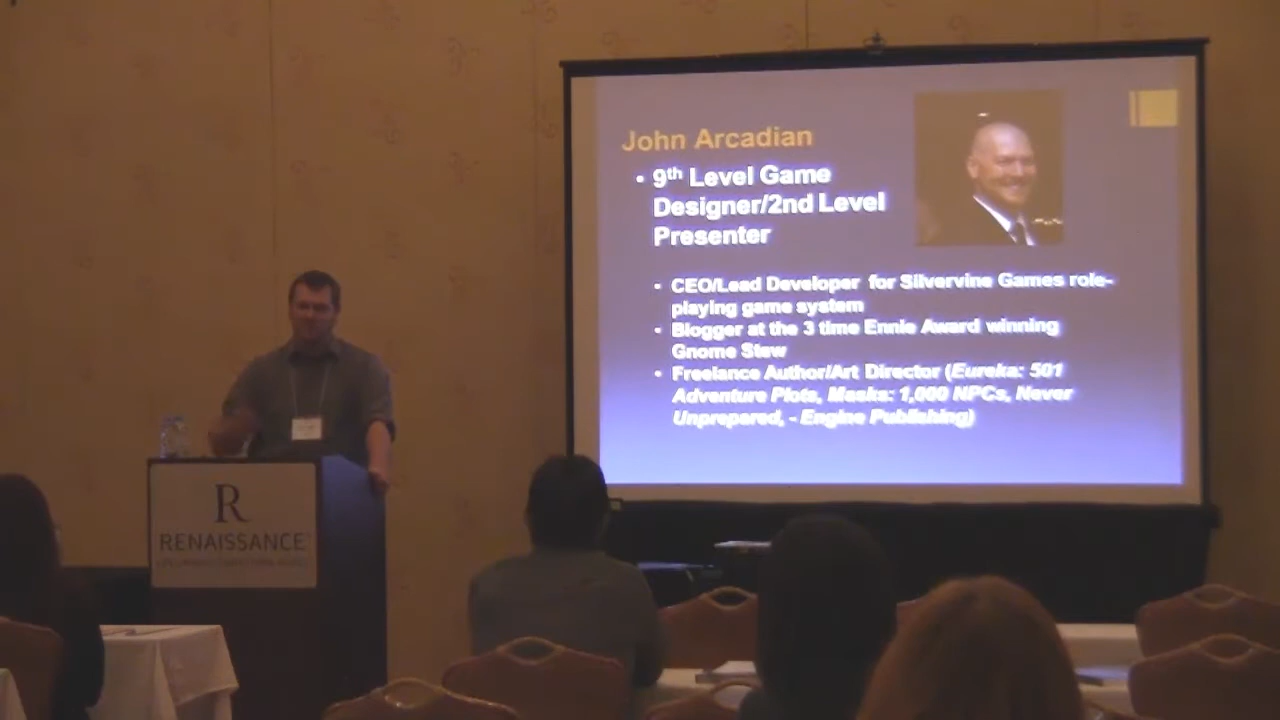 John Arcadian
• 9th Level Game
Designer/2nd Level
Presenter
• CEO/Lead Developer for Silvervine Games role-
playing game system
• Blogger at the 3 time Ennie Award winning
Gnome Stew
• Freelance Author/Art Director (Eureka: 501
Adventure Plots, Masks: 1,000 NPCs, Never
Unprepared, - Engine Publishing)
R
RENAISSANCE